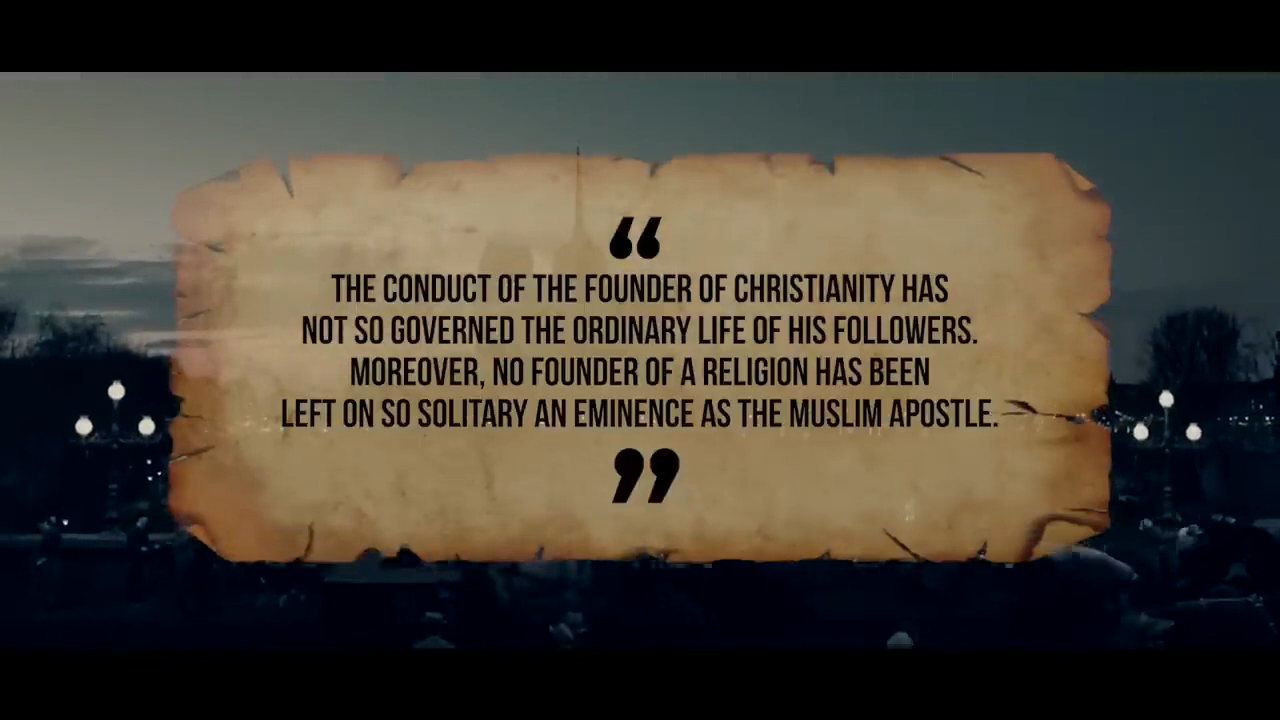 “
THE CONDUCT OF THE FOUNDER OF CHRISTIANITY HAS
NOT SO GOVERNED THE ORDINARY LIFE OF HIS FOLLOWERS.
MOREOVER, NO FOUNDER OF A RELIGION HAS BEEN
LEFT ON SO SOLITARY AN EMINENCE AS THE MUSLIM APOSTLE.
”